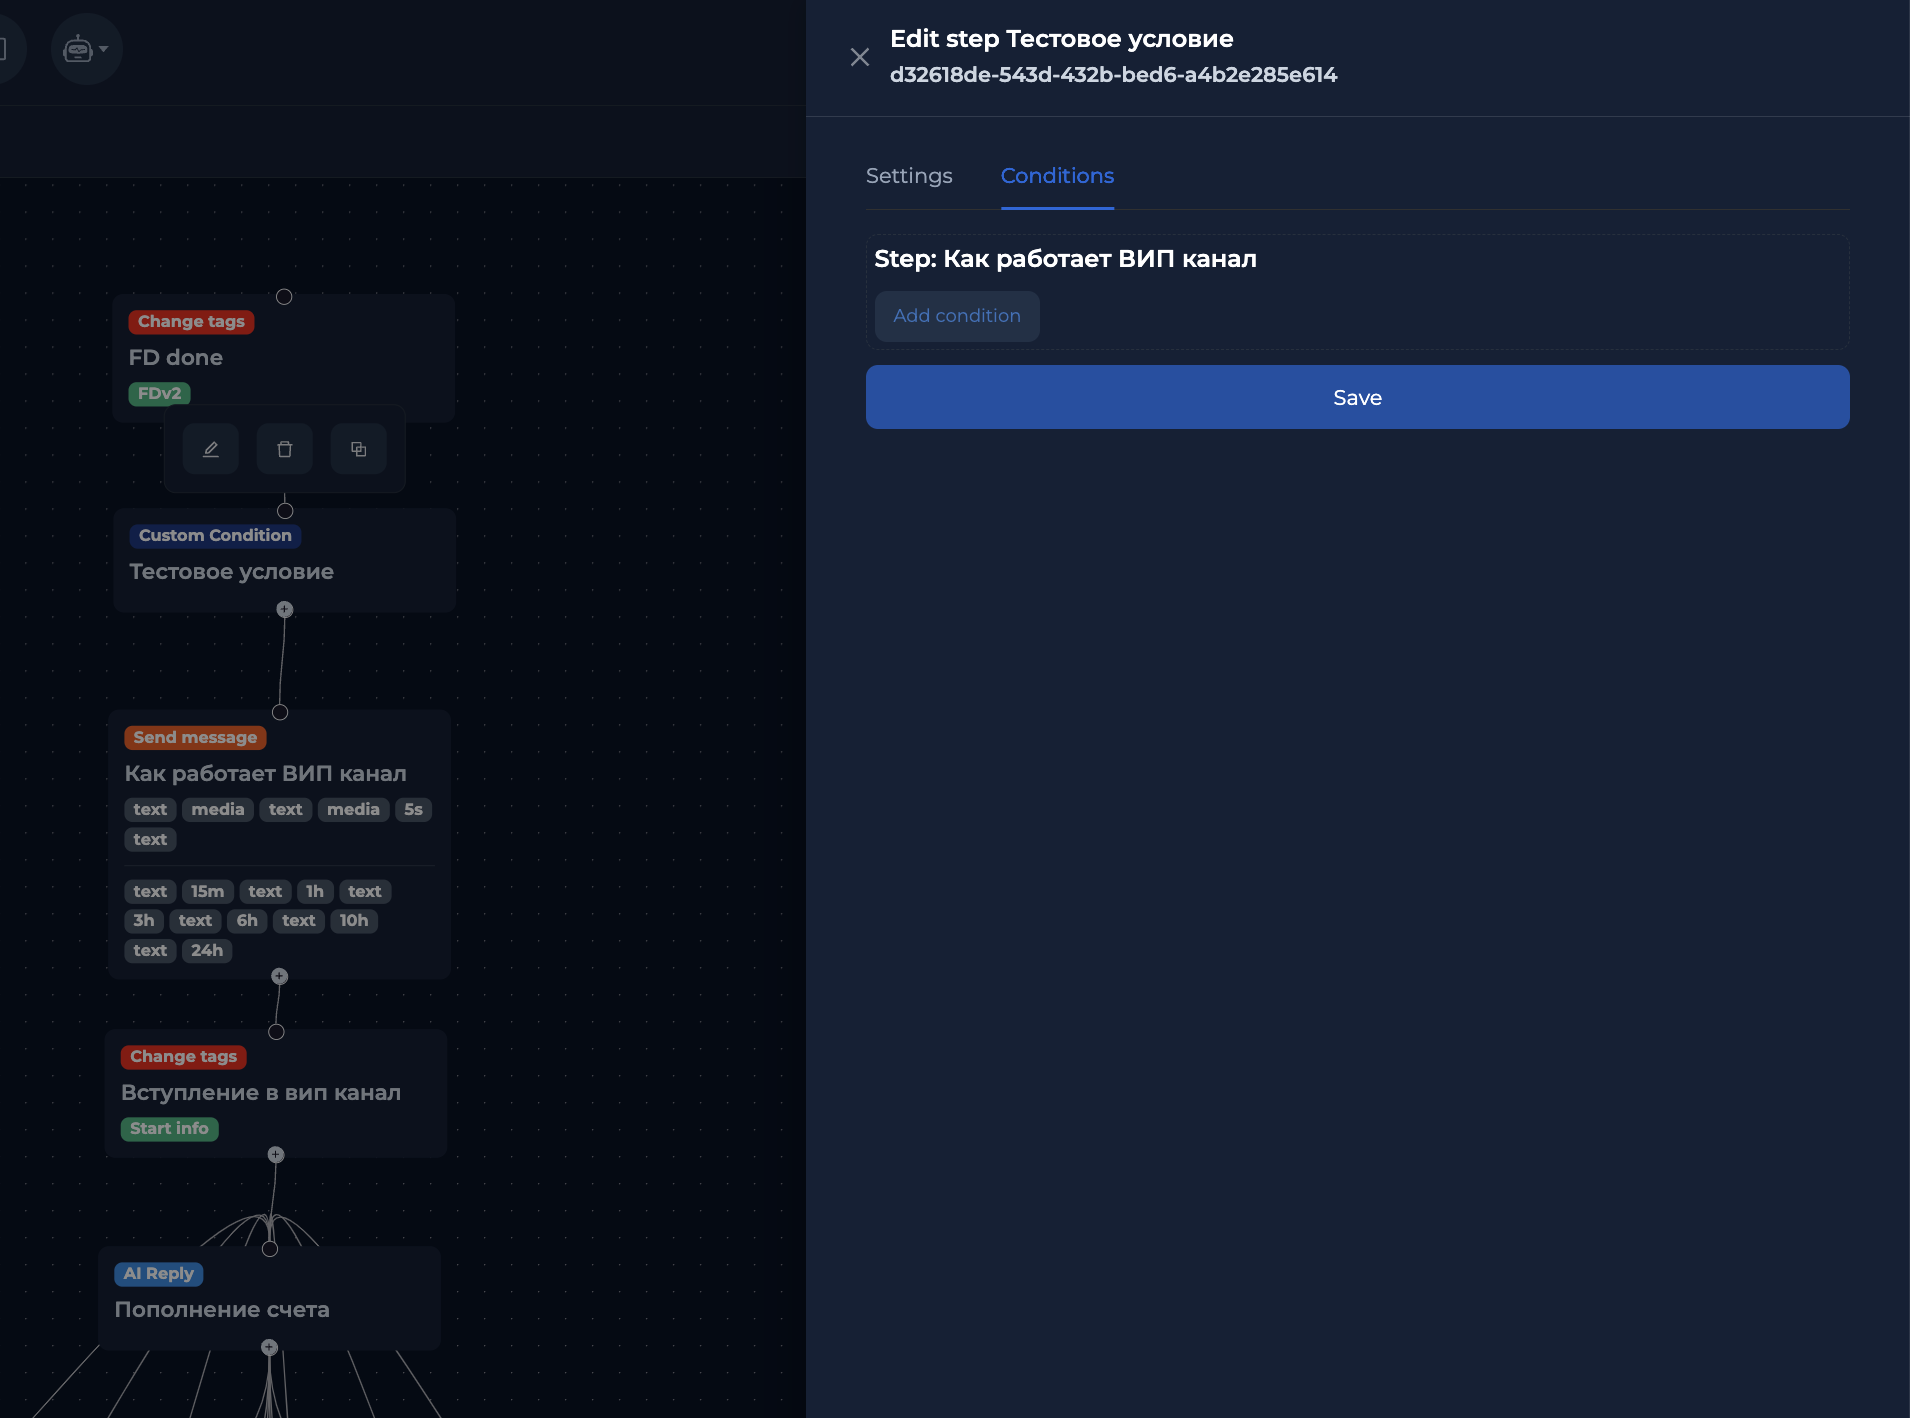 Edit step Тестовое условие
d32618de-543d-432b-bed6-a4b2e285e614
Settings Conditions
Step: Как работает ВИП канал
Add condition
Save
Change tags
FD done
FDv2
Custom Condition
Тестовое условие
Send message
Как работает ВИП канал
text media text media 5s
text
text 15m text 1h text
3h text 6h text 10h
text 24h
Change tags
Вступление в вип канал
Start info
AI Reply
Пополнение счета